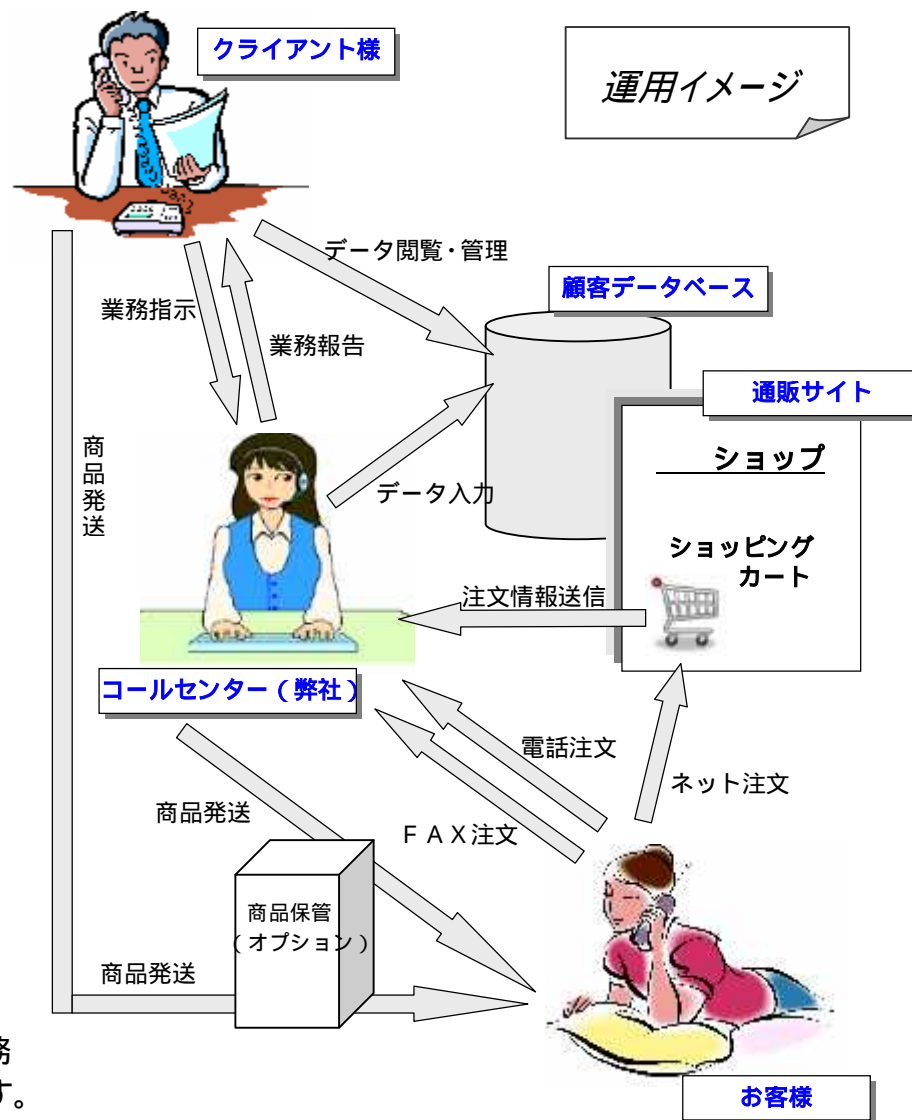 クライアント様
運用イメージ
データ閲覧・管理
顧客データベース
業務指示
業務報告
通販サイト
商品発送
ショップ
データ入力
ショッピング
カート
注文情報送信
コールセンター（弊社）
電話注文
ネット注文
商品発送
ＦＡＸ注文
商品保管
（オプション）
商品発送
務
す。
お客様